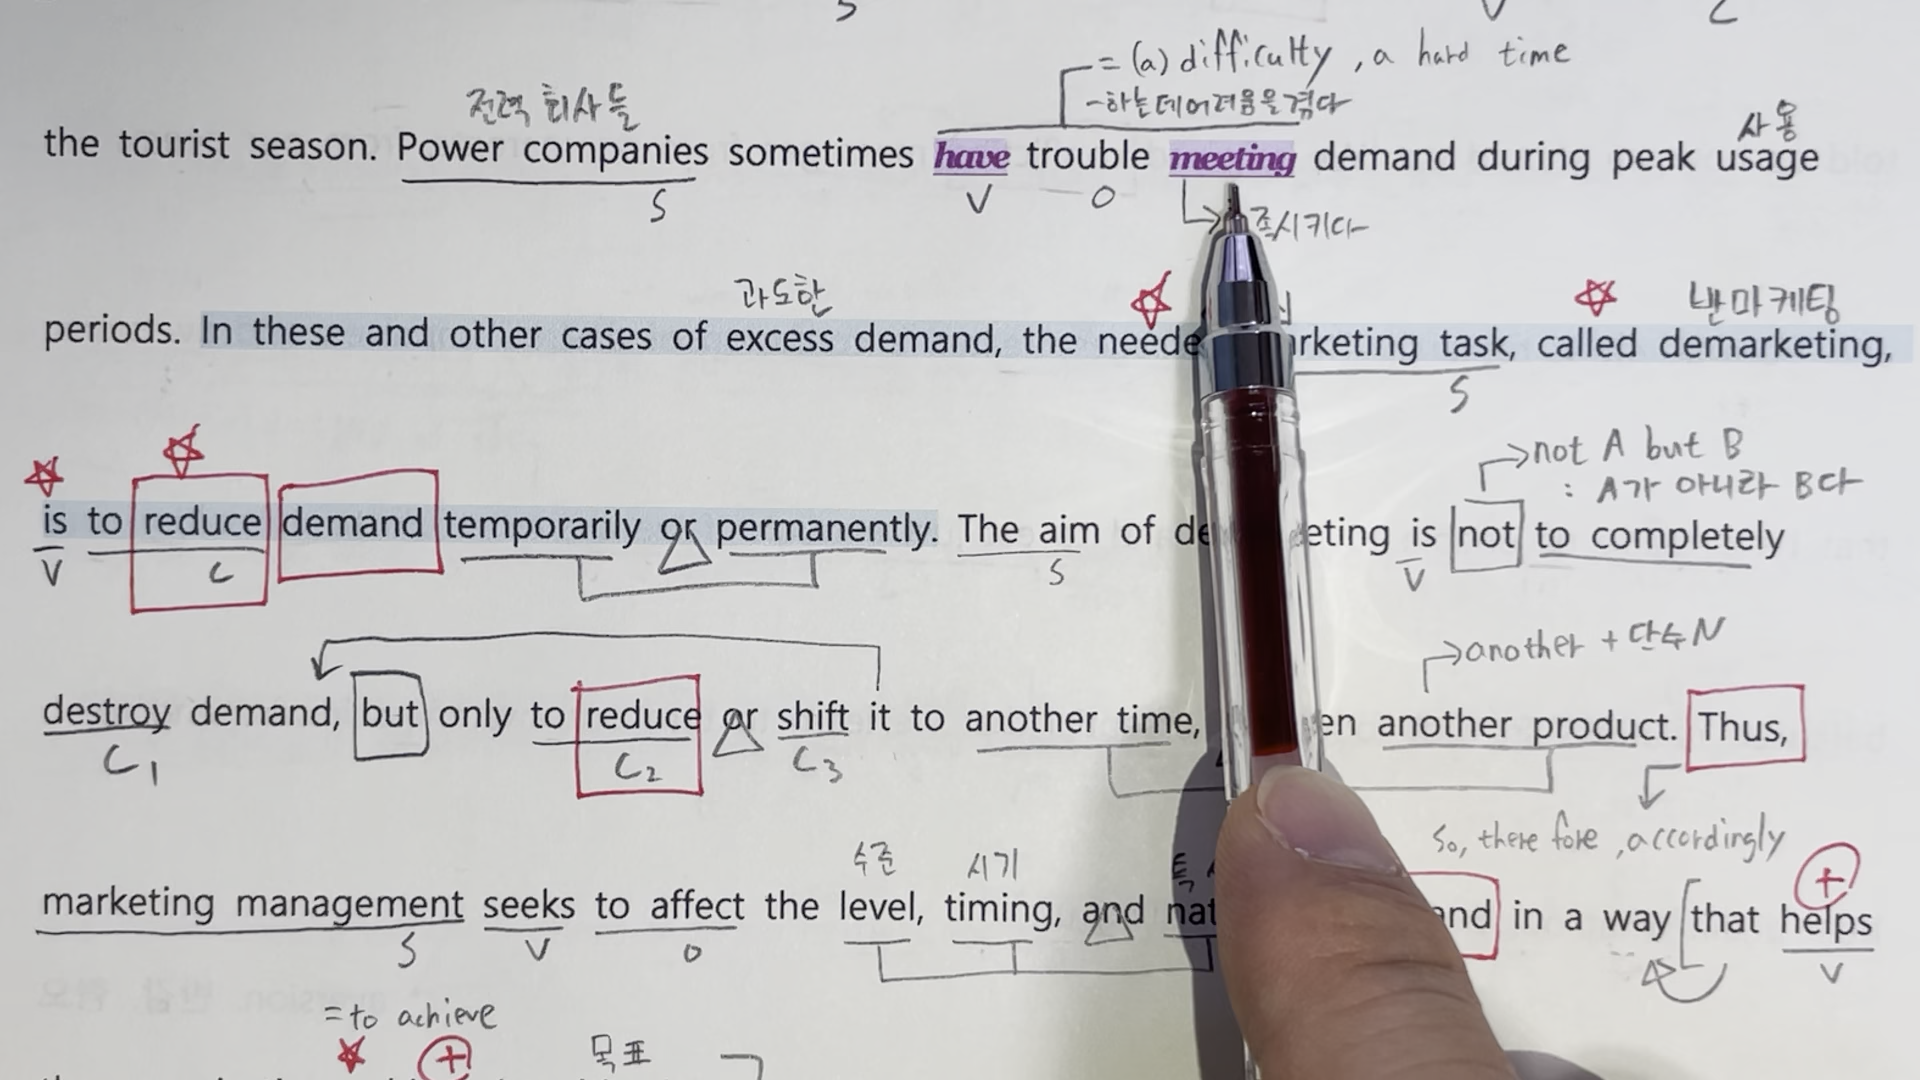 S V C
= (a) difficulty, a hard time
전력 회사들 -하는데 어려움을 겪다 사용
the tourist season. Power companies sometimes have trouble meeting demand during peak usage
S V O 족시키다
과도한 반마케팅
periods. In these and other cases of excess demand, the rketing task, called demarketing,
S
not A but B
: A가 아니라 B다
is to reduce demand temporarily or permanently. The aim of eting is not to completely
V C S V
another + 단수N
destroy demand, but only to reduce or shift it to another time, en another product. Thus,
C1 C2 C3
so, therefore, accordingly
수준 시기 +
marketing management seeks to affect the level, timing, and in a way that helps
S V O V
= to achieve
+ 목표